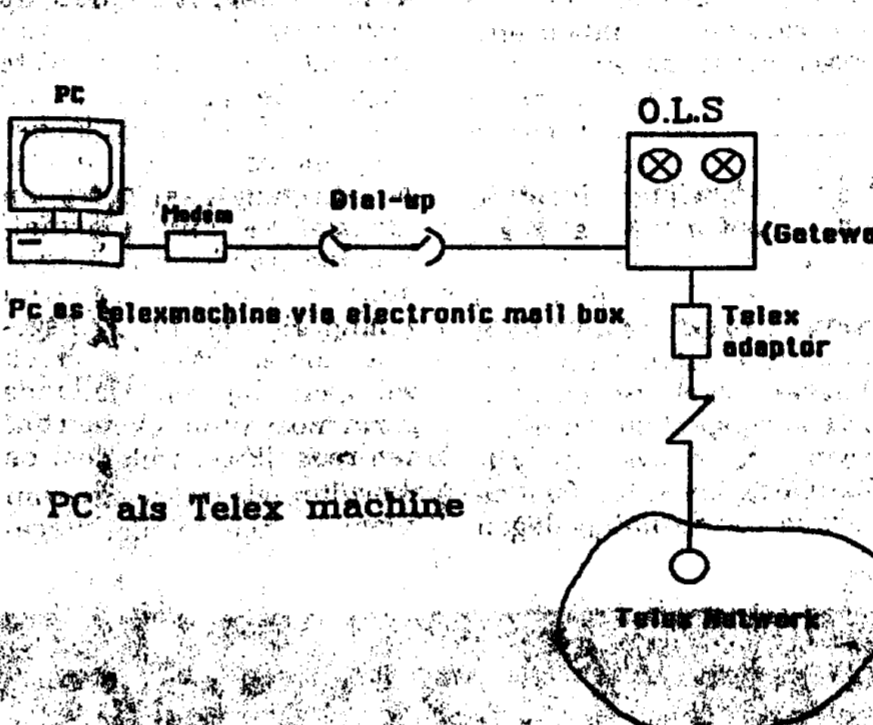 PC
O.L.S
Modem
Dial-up
(Gatewa
Pc as telexmachine via electronic mail box
Telex
adaptor
PC als Telex machine
Telex Network